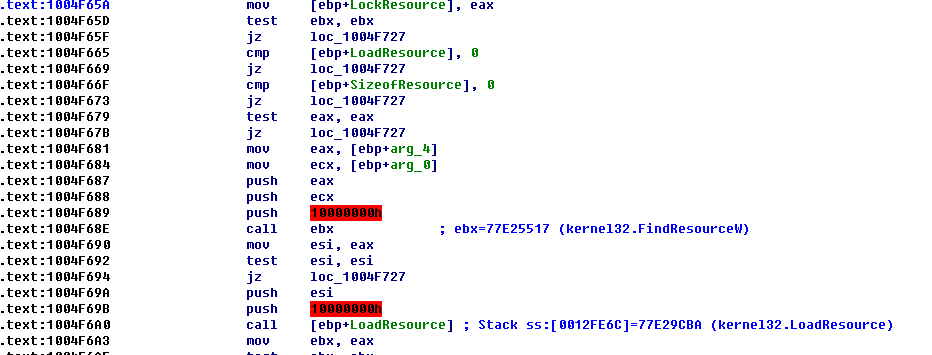 .text:1004F65A mov [ebp+LockResource], eax
.text:1004F65D test ebx, ebx
.text:1004F65F jz loc_1004F727
.text:1004F665 cmp [ebp+LoadResource], 0
.text:1004F669 jz loc_1004F727
.text:1004F66F cmp [ebp+SizeofResource], 0
.text:1004F673 jz loc_1004F727
.text:1004F679 test eax, eax
.text:1004F67B jz loc_1004F727
.text:1004F681 mov eax, [ebp+arg_4]
.text:1004F684 mov ecx, [ebp+arg_0]
.text:1004F687 push eax
.text:1004F688 push ecx
.text:1004F689 push 10000000h
.text:1004F68E call ebx ; ebx=77E25517 (kernel32.FindResourceW)
.text:1004F690 mov esi, eax
.text:1004F692 test esi, esi
.text:1004F694 jz loc_1004F727
.text:1004F69A push esi
.text:1004F69B push 10000000h
.text:1004F6A0 call [ebp+LoadResource] ; Stack ss:[0012FE6C]=77E29CBA (kernel32.LoadResource)
.text:1004F6A3 mov ebx, eax